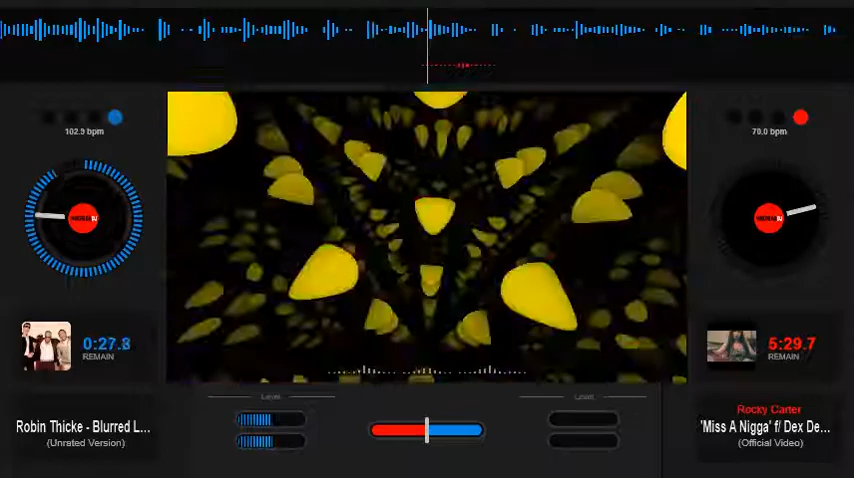 102.9 bpm
70.0 bpm
0:27.8
REMAIN
5:29.7
REMAIN
Level
Level
Robin Thicke - Blurred L...
(Unrated Version)
Rocky Carter
'Miss A Nigga' f/ Dex De...
(Official Video)